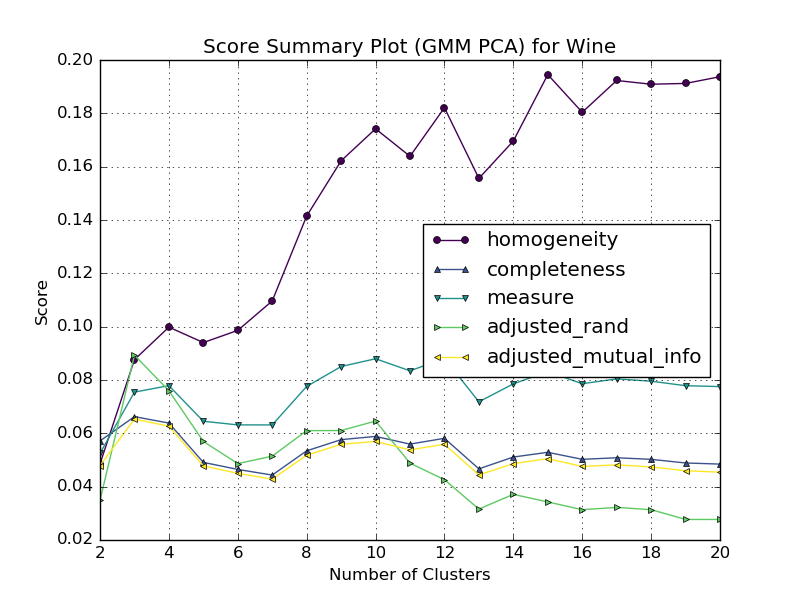 Score Summary Plot (GMM PCA) for Wine
0.20
0.18
0.16
0.14
0.12
0.10
0.08
0.06
0.04
0.02
Score
homogeneity
completeness
measure
adjusted_rand
adjusted_mutual_info
2 4 6 8 10 12 14 16 18 20
Number of Clusters